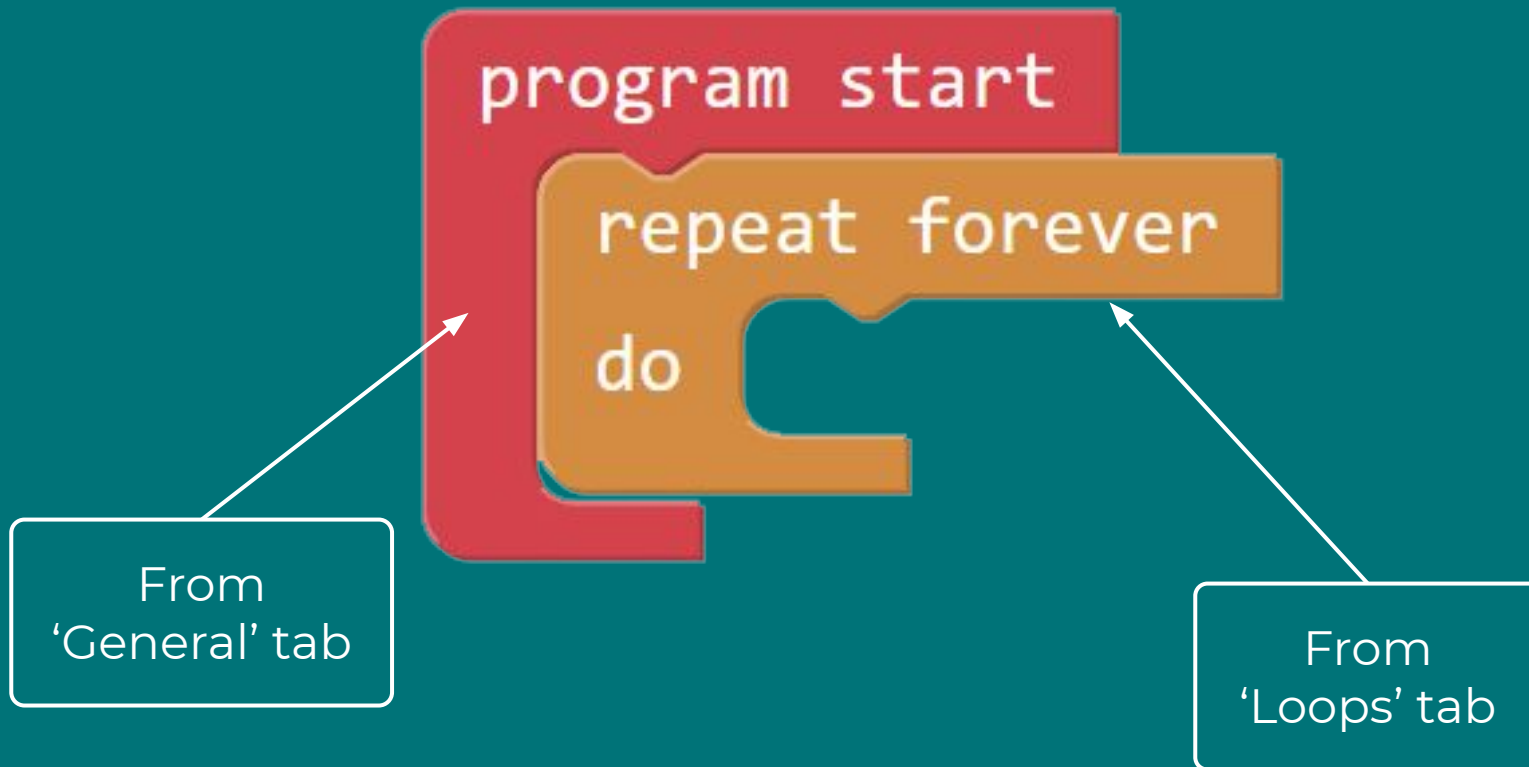 program start
repeat forever
do
From
‘General’ tab
From
‘Loops’ tab